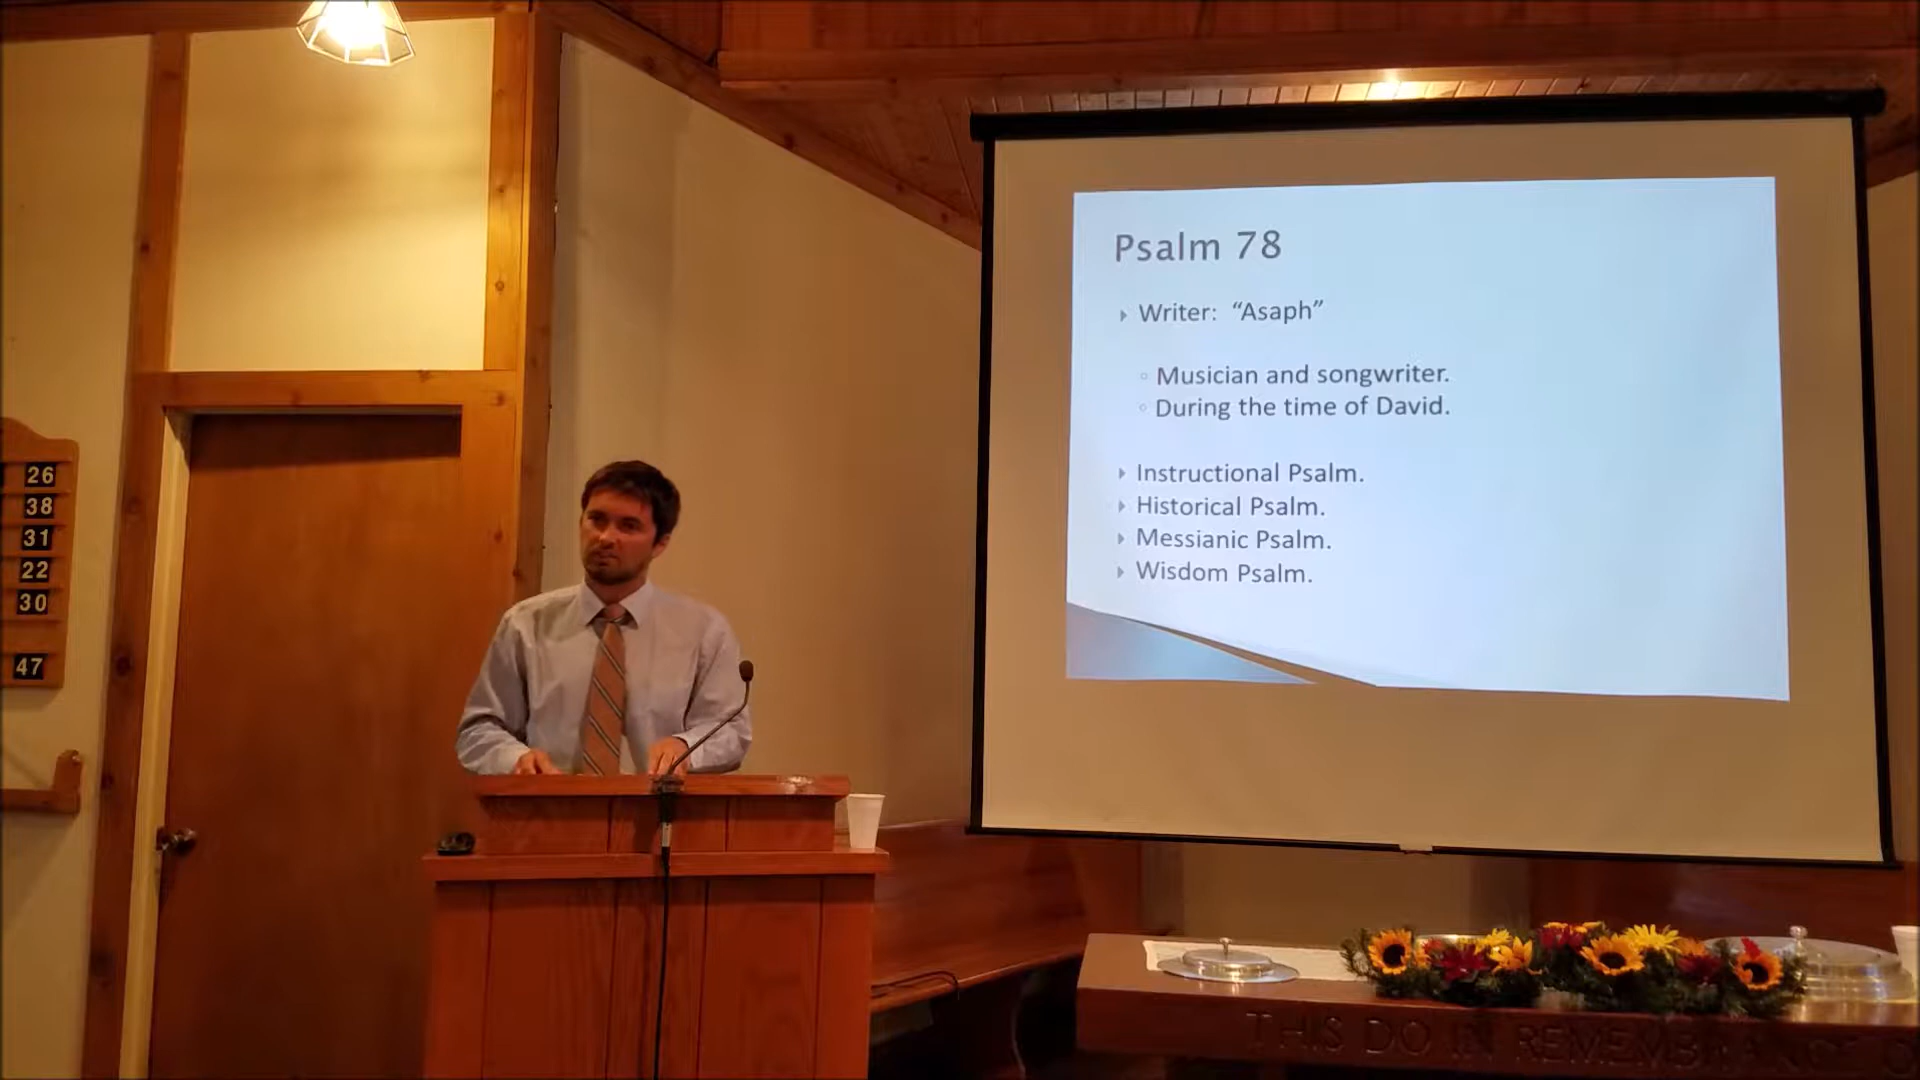 26
38
31
22
30
47
Psalm 78
Writer: “Asaph”
Musician and songwriter.
During the time of David.
Instructional Psalm.
Historical Psalm.
Messianic Psalm.
Wisdom Psalm.
THIS DO IN REMEMBRANCE O